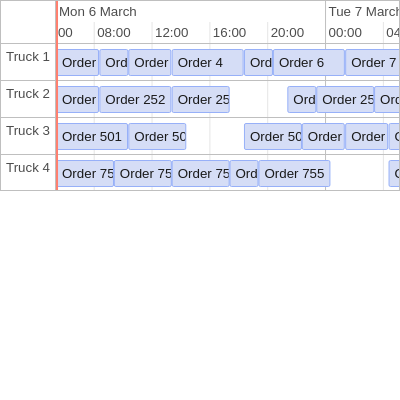 Mon 6 March Tue 7 March
00 08:00 12:00 16:00 20:00 00:00 04
Truck 1 Order Ord Order Order 4 Ord Order 6 Order 7
Truck 2 Order Order 252 Order 25 Ord Order 25 Ord
Truck 3 Order 501 Order 50 Order 50 Order Order
Truck 4 Order 75 Order 75 Order 75 Ord Order 755